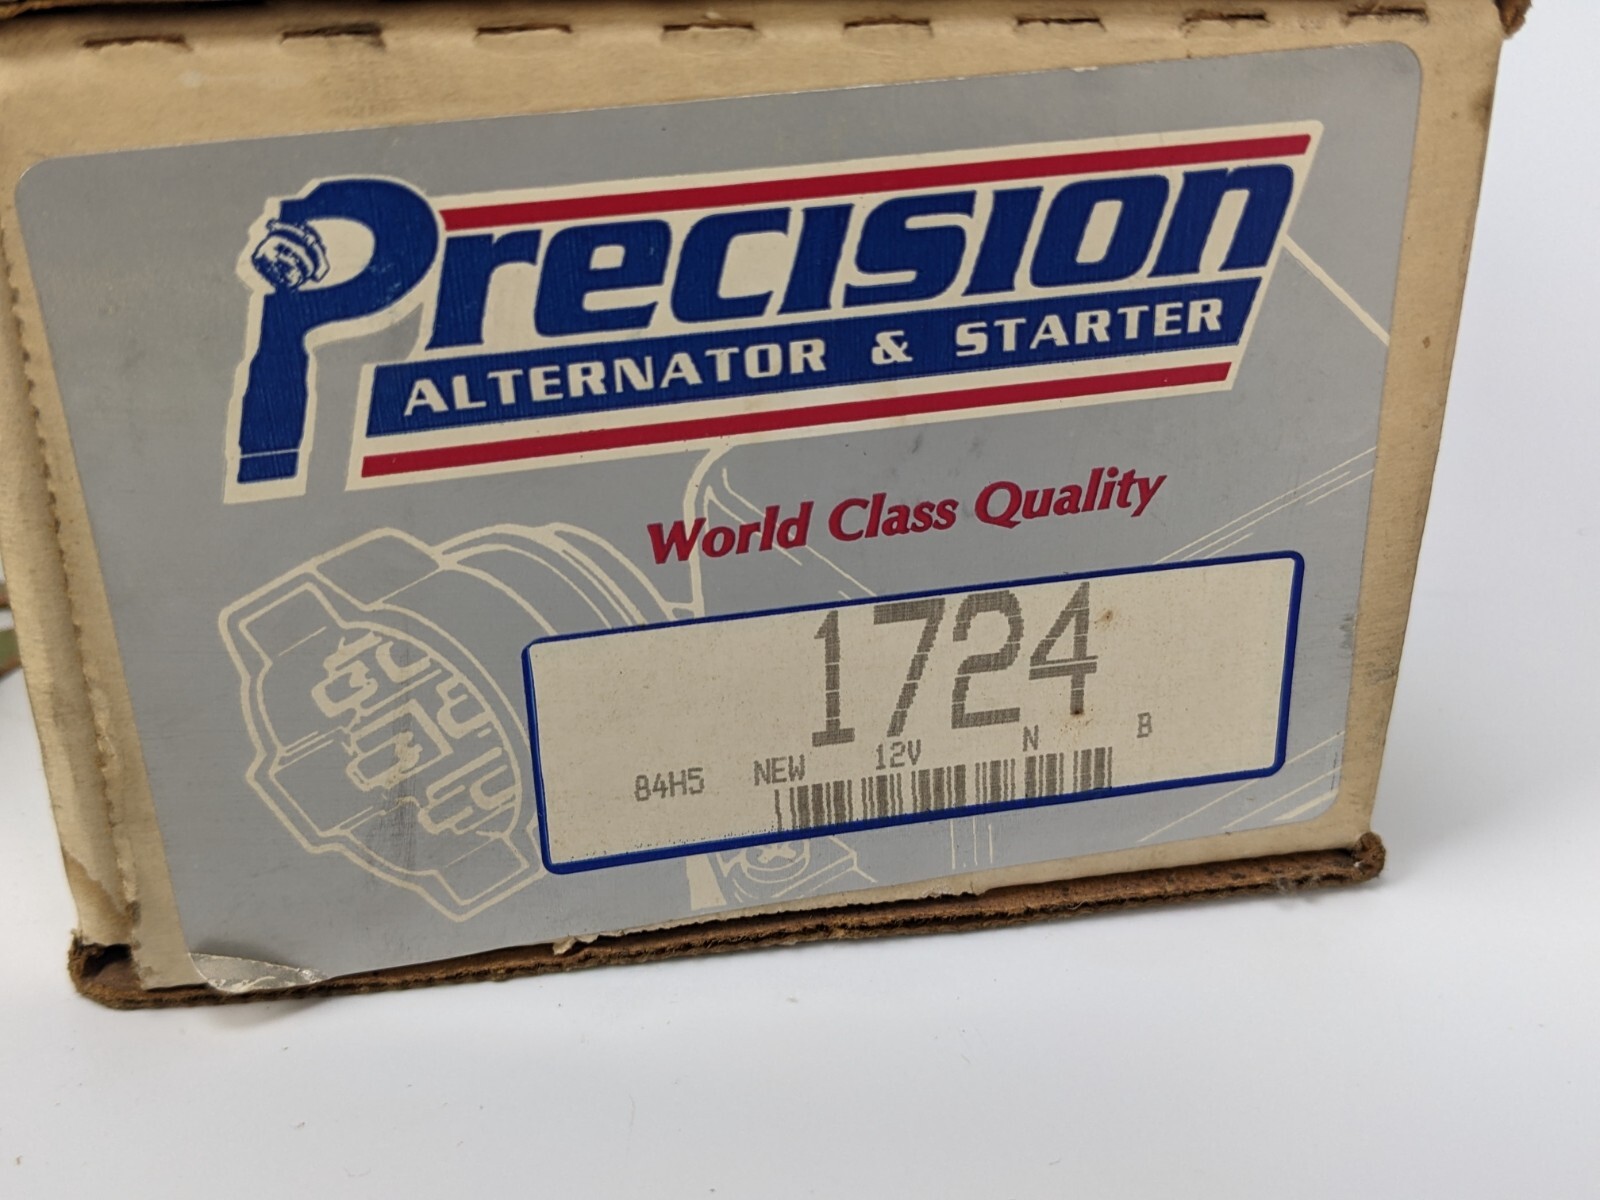 Precision
ALTERNATOR & STARTER
World Class Quality
1724
84H5 NEW 12V N B